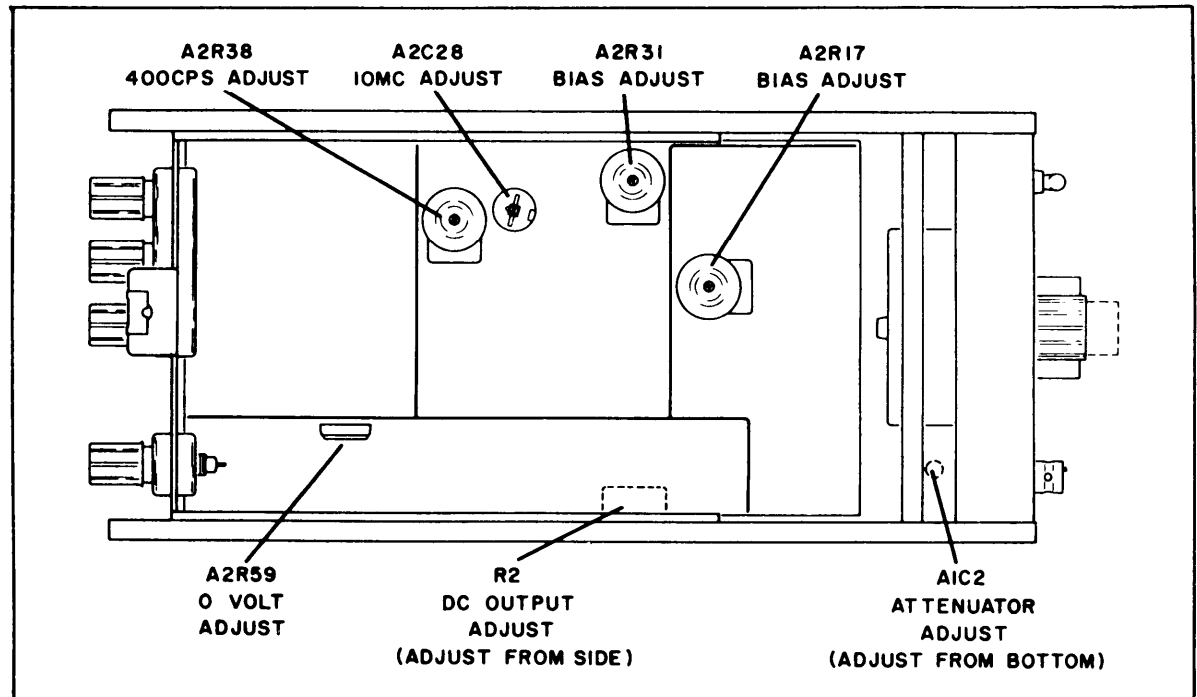 A2R38
400CPS ADJUST
A2C28
10MC ADJUST
A2R31
BIAS ADJUST
A2R17
BIAS ADJUST
A2R59
0 VOLT
ADJUST
R2
DC OUTPUT
ADJUST
(ADJUST FROM SIDE)
A1C2
ATTENUATOR
ADJUST
(ADJUST FROM BOTTOM)